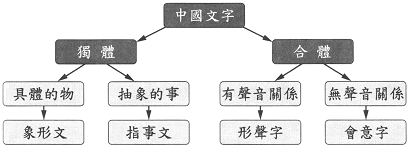 中國文字
獨體
合體
具體的物
抽象的事
有聲音關係
無聲音關係
象形文
指事文
形聲字
會意字